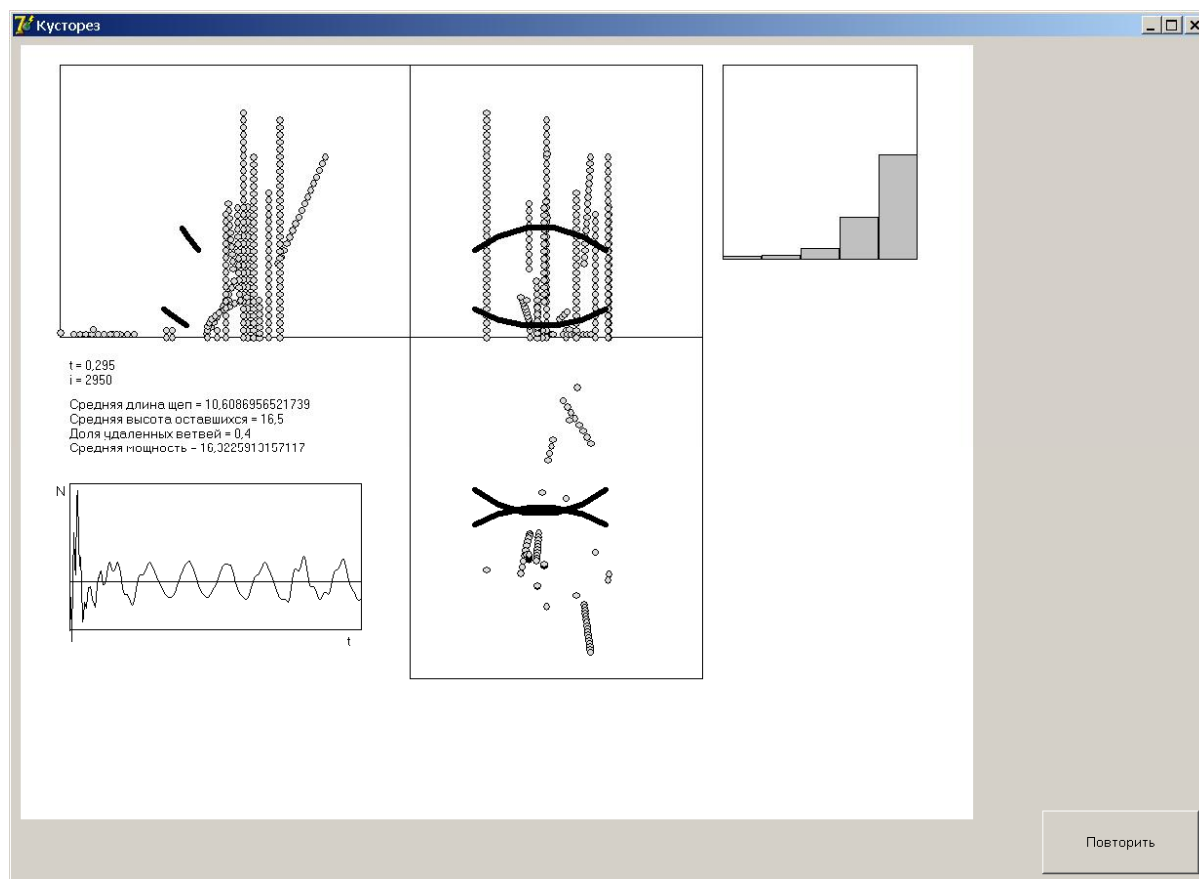 Кусторез
t = 0,295
i = 2950
Средняя длина щеп = 10,6086956521739
Средняя высота оставшихся = 16,5
Доля удаленных ветвей = 0,4
Средняя мощность = 16,3225913157117
N
t
Повторить